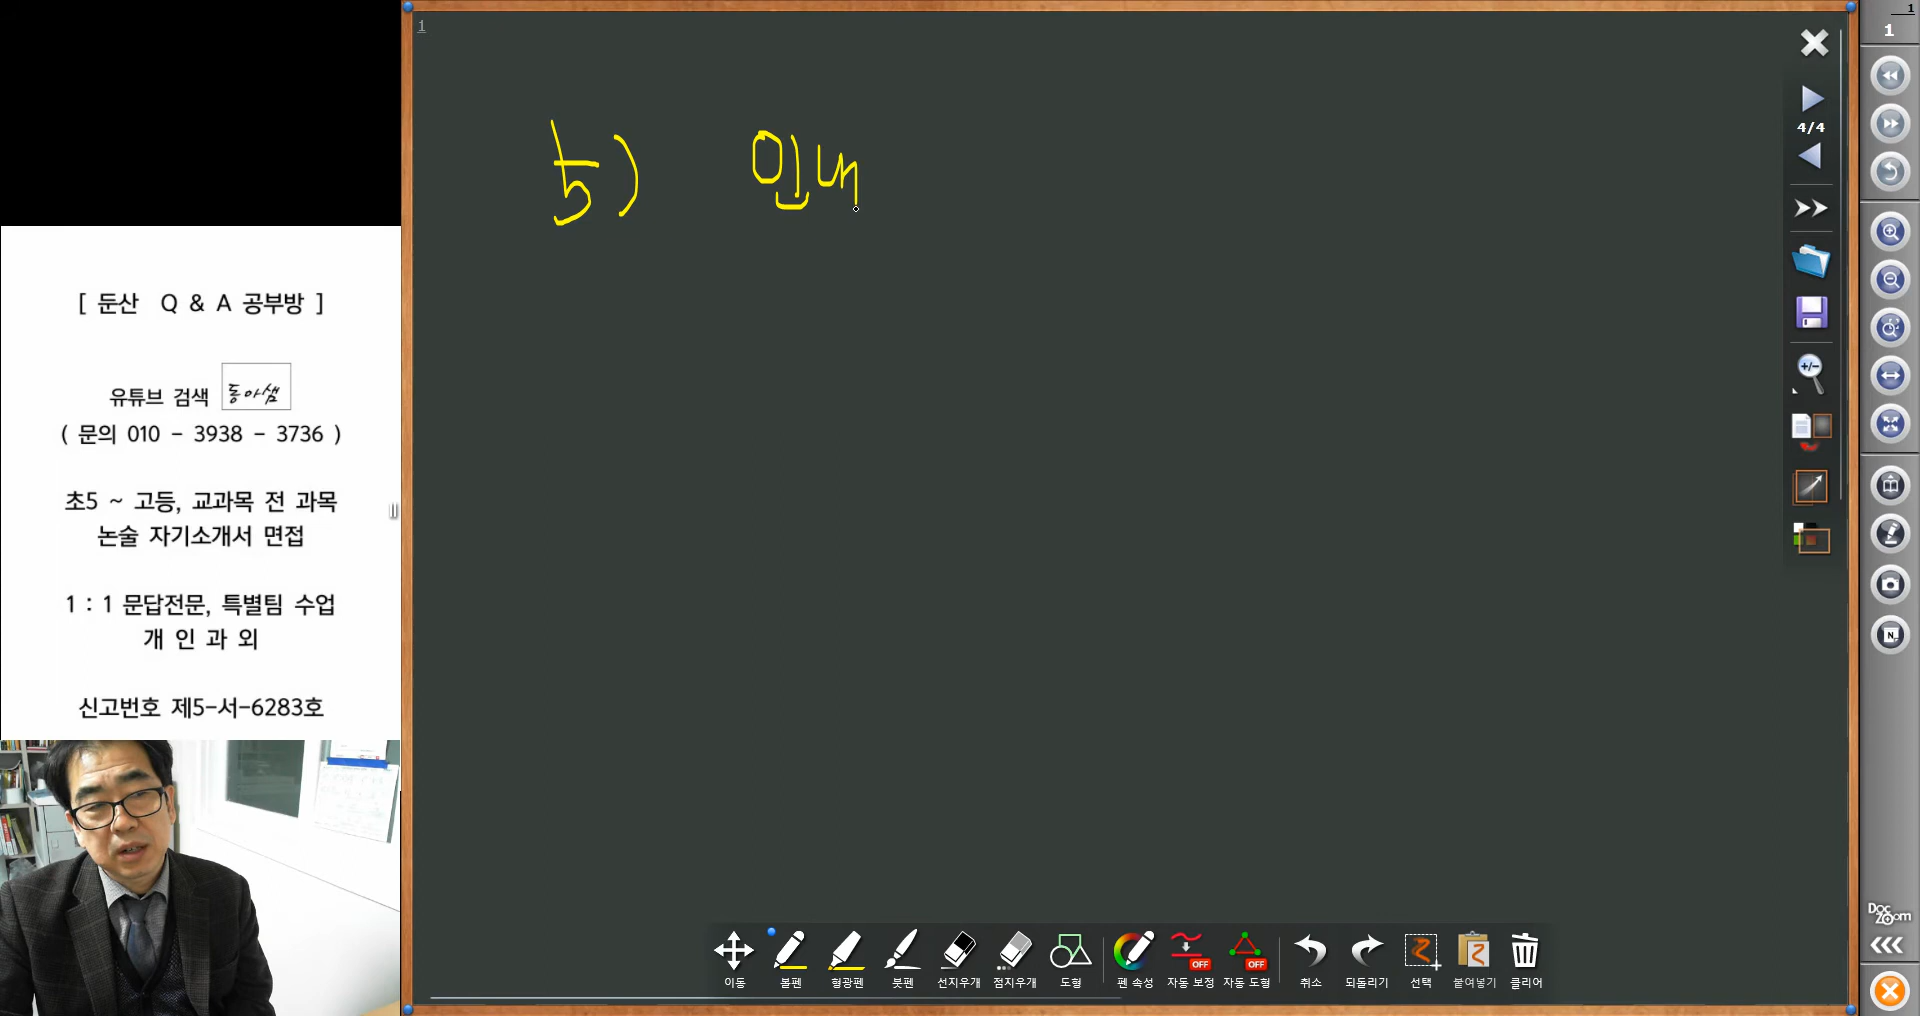 [ 둔산 Q & A 공부방 ]
유튜브 검색 동아샘
( 문의 010 - 3938 - 3736 )
초5 ~ 고등, 교과목 전 과목
논술 자기소개서 면접
1 : 1 문답전문, 특별팀 수업
개 인 과 외
신고번호 제5-서-6283호
1
5) 인내
4/4
+/-
1
1
N
Doc Zoom
OFF OFF
이동 볼펜 형광펜 붓펜 선지우개 점지우개 도형 펜 속성 자동 보정 자동 도형 취소 되돌리기 선택 붙여넣기 클리어